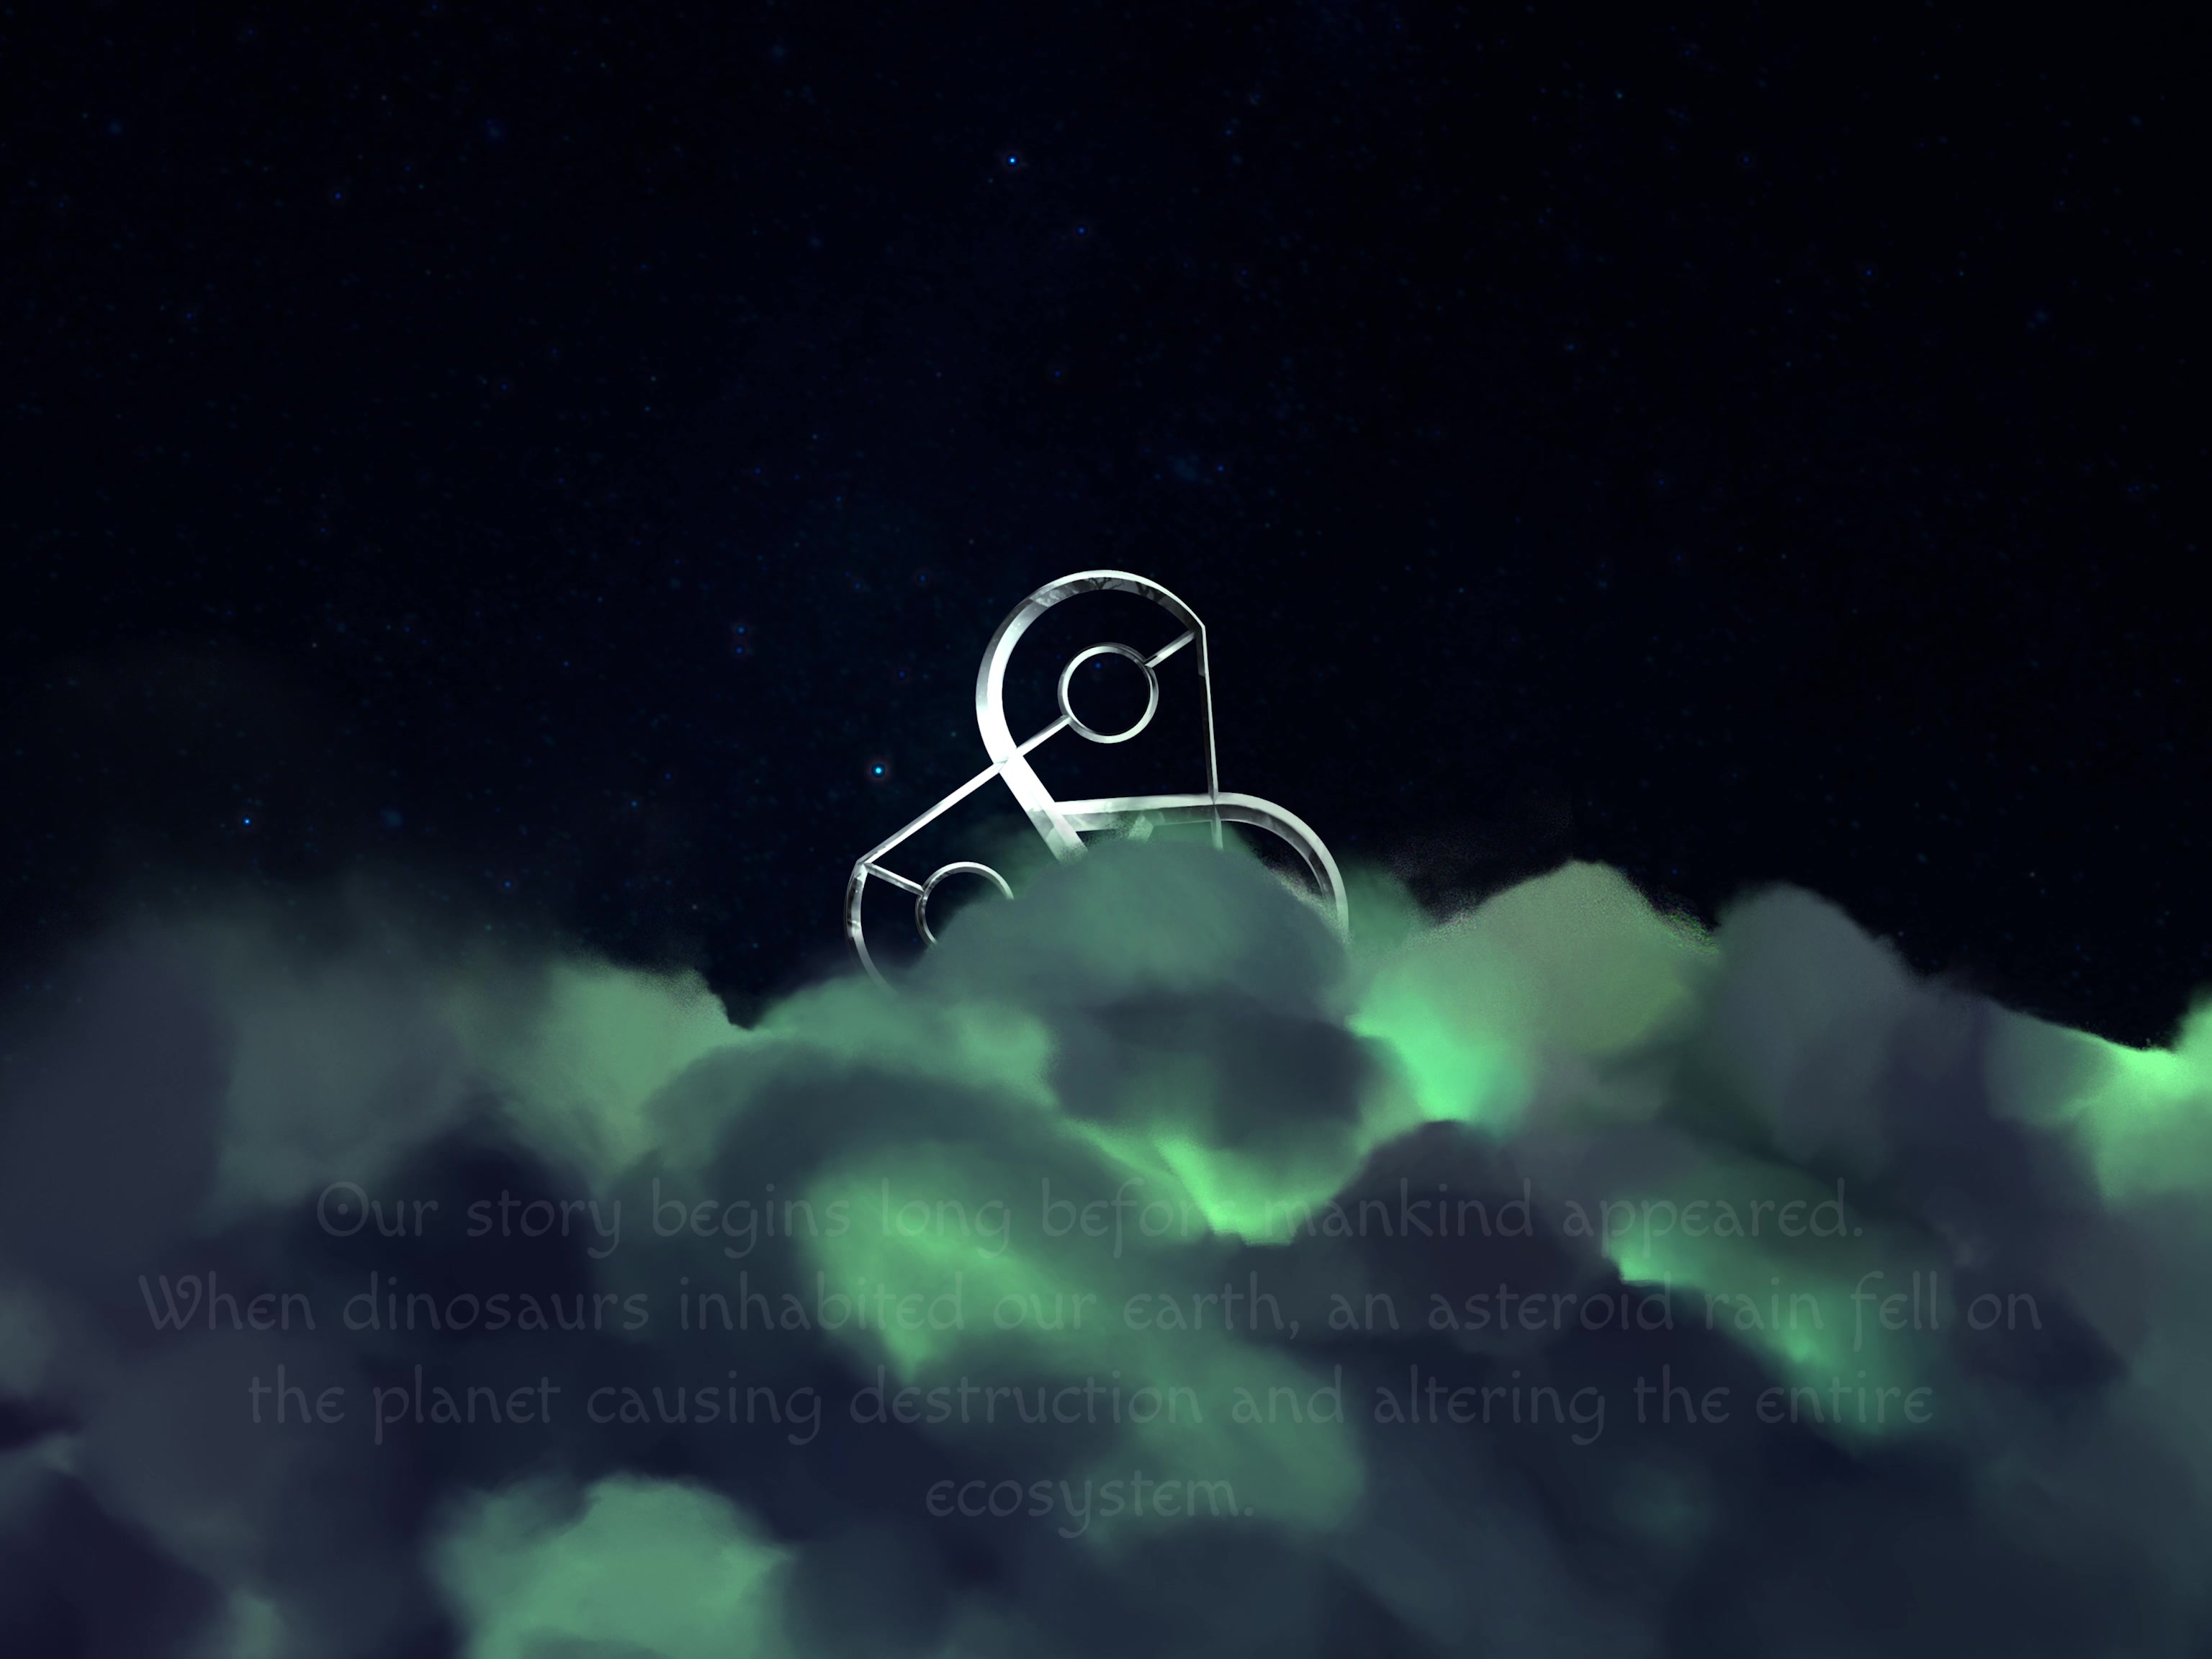 Our story begins long before mankind appeared.
When dinosaurs inhabited our earth, an asteroid rain fell on
the planet causing destruction and altering the entire
ecosystem.